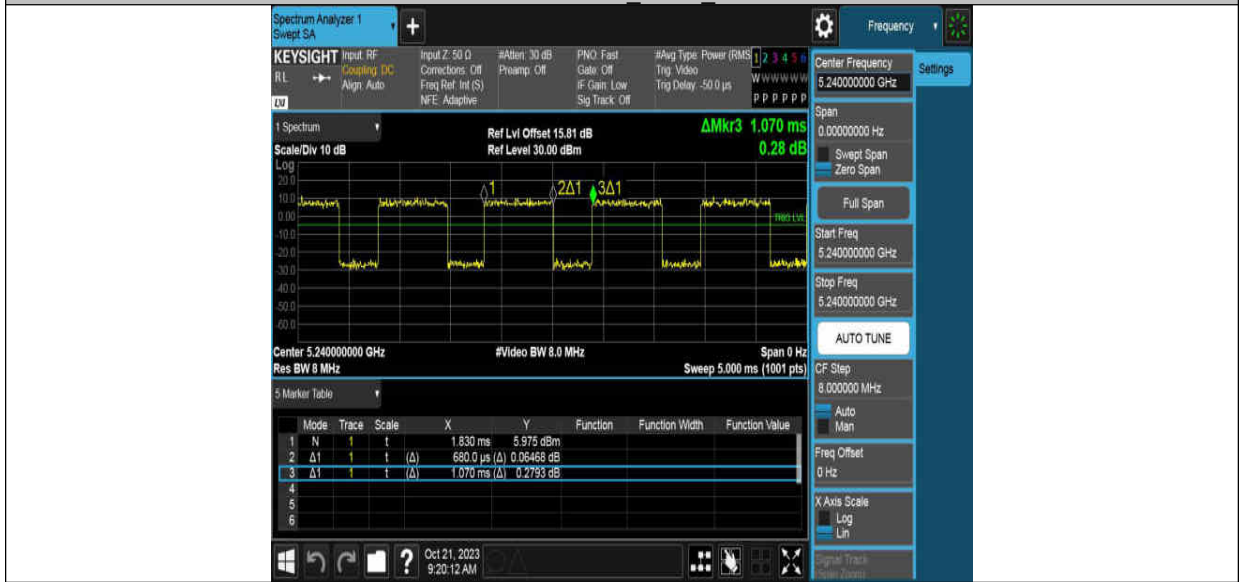 Spectrum Analyzer 1
Swept SA
+
Frequency
KEYSIGHT
RL
LXI
Input: RF
Coupling: DC
Align: Auto
Input Z: 50 Ω
Corrections: Off
Freq Ref: Int (S)
NFE: Adaptive
#Atten: 30 dB
Preamp: Off
PNO: Fast
Gate: Off
IF Gain: Low
Sig Track: Off
#Avg Type: Power (RMS
Trig: Video
Trig Delay: -50.0 µs
1 2 3 4 5 6
W W W W W W
P P P P P P
Center Frequency
5.240000000 GHz
Settings
Span
0.00000000 Hz
Swept Span
Zero Span
Full Span
Start Freq
5.240000000 GHz
Stop Freq
5.240000000 GHz
AUTO TUNE
CF Step
8.000000 MHz
Auto
Man
Freq Offset
0 Hz
X Axis Scale
Log
Lin
Signal Track
(Span Zoom)
1 Spectrum
Scale/Div 10 dB
Ref Lvl Offset 15.81 dB
Ref Level 30.00 dBm
ΔMkr3 1.070 ms
0.28 dB
Log
20.0
10.0
0.00
-10.0
-20.0
-30.0
-40.0
-50.0
-60.0
1
2Δ1
3Δ1
TRIG LVL
Center 5.240000000 GHz
Res BW 8 MHz
#Video BW 8.0 MHz
Span 0 Hz
Sweep 5.000 ms (1001 pts)
5 Marker Table
Mode Trace Scale X Y Function Function Width Function Value
1 N 1 t 1.830 ms 5.975 dBm
2 Δ1 1 t (Δ) 680.0 µs (Δ) 0.06468 dB
3 Δ1 1 t (Δ) 1.070 ms (Δ) 0.2793 dB
4
5
6
?
Oct 21, 2023
9:20:12 AM